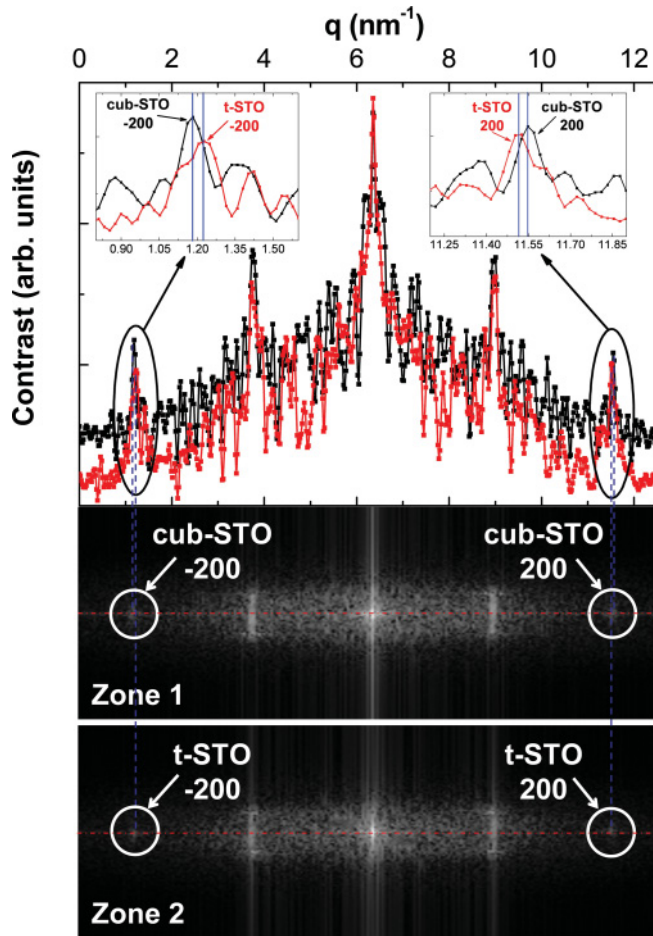 q (nm⁻¹)
0 2 4 6 8 10 12
Contrast (arb. units)
cub-STO
-200
t-STO
-200
0.90 1.05 1.20 1.35 1.50
t-STO
200
cub-STO
200
11.25 11.40 11.55 11.70 11.85
cub-STO
-200
cub-STO
200
Zone 1
t-STO
-200
t-STO
200
Zone 2